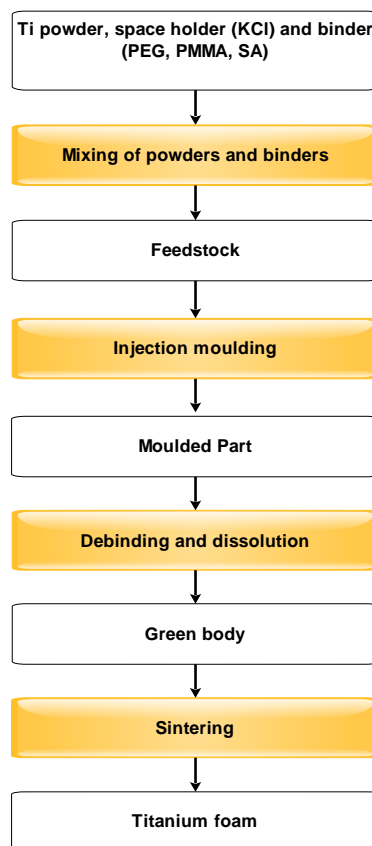 Ti powder, space holder (KCl) and binder
(PEG, PMMA, SA)
Mixing of powders and binders
Feedstock
Injection moulding
Moulded Part
Debinding and dissolution
Green body
Sintering
Titanium foam